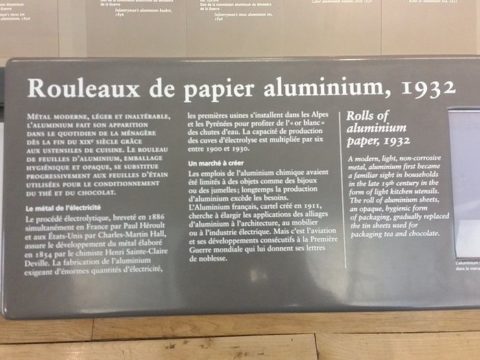 Rouleaux de papier aluminium, 1932
MÉTAL MODERNE, LÉGER ET INALTÉRABLE,
L'ALUMINIUM FAIT SON APPARITION
DANS LE QUOTIDIEN DE LA MÉNAGÈRE
DÈS LA FIN DU XIXe SIÈCLE GRÂCE
AUX USTENSILES DE CUISINE. LE ROULEAU
DE FEUILLES D'ALUMINIUM, EMBALLAGE
HYGIÉNIQUE ET OPAQUE, SE SUBSTITUE
PROGRESSIVEMENT AUX FEUILLES D'ÉTAIN
UTILISÉES POUR LE CONDITIONNEMENT
DU THÉ ET DU CHOCOLAT.
Le métal de l'électricité
Le procédé électrolytique, breveté en 1886
simultanément en France par Paul Héroult
et aux États-Unis par Charles-Martin Hall,
assure le développement du métal élaboré
en 1854 par le chimiste Henri Sainte-Claire
Deville. La fabrication de l'aluminium
exigeant d'énormes quantités d'électricité,
les premières usines s'installent dans les Alpes
et les Pyrénées pour profiter de l'« or blanc »
des chutes d'eau. La capacité de production
des cuves d'électrolyse est multipliée par six
entre 1900 et 1930.
Un marché à créer
Les emplois de l'aluminium chimique avaient
été limités à des objets comme des bijoux
ou des jumelles; longtemps la production
d'aluminium excède les besoins.
L'Aluminium français, cartel créé en 1911,
cherche à élargir les applications des alliages
d'aluminium à l'architecture, au mobilier
ou à l'industrie électrique. Mais c'est l'aviation
et ses développements consécutifs à la Première
Guerre mondiale qui lui donnent ses lettres
de noblesse.
Rolls of
aluminium
paper, 1932
A modern, light, non-corrosive
metal, aluminium first became
a familiar sight in households
in the late 19th century in the
form of light kitchen utensils.
The roll of aluminium sheets,
an opaque, hygienic form
of packaging, gradually replaced
the tin sheets used for
packaging tea and chocolate.